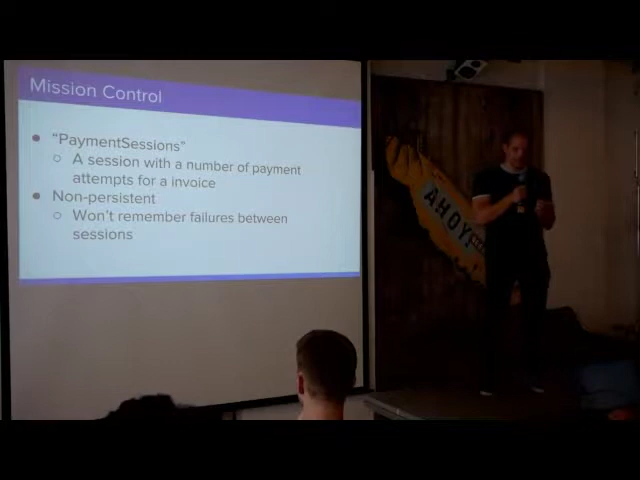 Mission Control
● "PaymentSessions"
○ A session with a number of payment
attempts for a invoice
● Non-persistent
○ Won't remember failures between
sessions
AHOY!